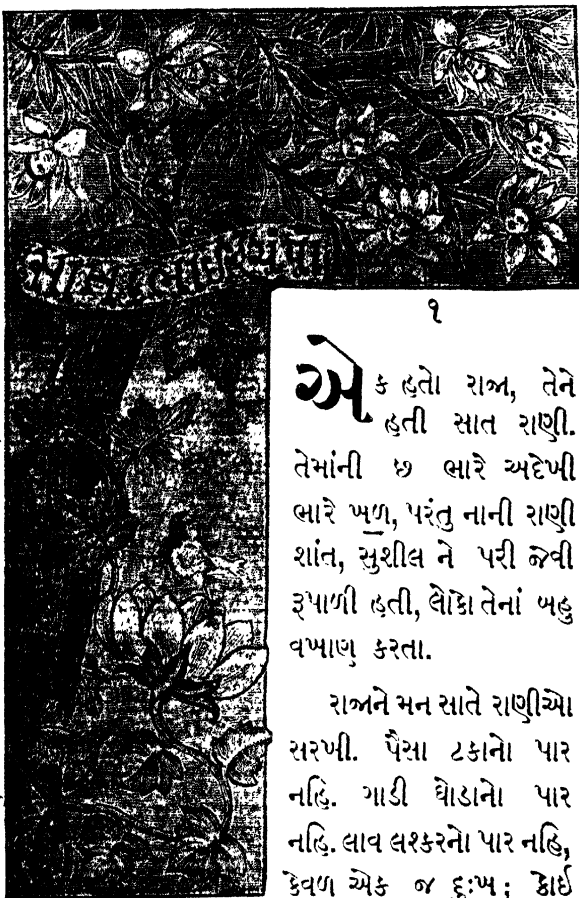 સાત ભાઈ ચંપા
૧
એક હતો રાજા, તેને
હતી સાત રાણી.
તેમાંની છ ભારે અદેખી
ભારે ખળ, પરંતુ નાની રાણી
શાંત, સુશીલ ને પરી જેવી
રૂપાળી હતી, લોકો તેનાં બહુ
વખાણ કરતા.
રાજાને મન સાતે રાણીઓ
સરખી. પૈસા ટકાનો પાર
નહિ. ગાડી ઘોડાનો પાર
નહિ. લાવ લશ્કરનો પાર નહિ,
કેવળ એક જ દુઃખ; કોઈ